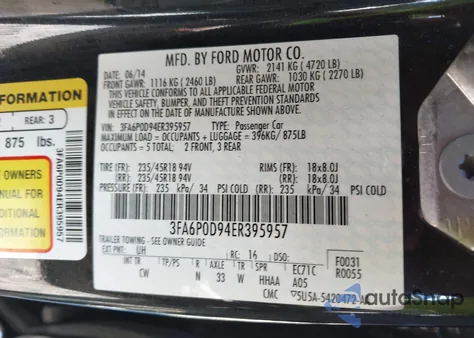 FORMATION
REAR: 3
875 lbs.
E OWNERS
3FA6P0D94ER395957
MFD. BY FORD MOTOR CO.
06/14
GVWR: 2141 KG ( 4720 LB)
FRONT GAWR: 1116 KG ( 2460 LB)
REAR GAWR: 1030 KG ( 2270 LB)
THIS VEHICLE CONFORMS TO ALL APPLICABLE FEDERAL MOTOR
VEHICLE SAFETY, BUMPER, AND THEFT PREVENTION STANDARDS
IN EFFECT ON THE DATE OF MANUFACTURE SHOWN ABOVE.
VIN: 3FA6P0D94ER395957 TYPE: Passenger Car
MAXIMUM LOAD = OCCUPANTS + LUGGAGE = 396KG/ 875LB
OCCUPANTS = 5 TOTAL: 2 FRONT, 3 REAR
TIRE (FR): 235/45R18 94V RIMS (FR): 18x8.0J
(RR): 235/45R18 94V (RR): 18x8.0J
PRESSURE (FR): 235 kPa/ 34 PSI COLD (RR): 235 kPa/ 34 PSI COLD
3FA6P0D94ER395957
TRAILER TOWING - SEE OWNER GUIDE
EXT PNT: UH RC: 16 DSO: F0031
INT TR TP/PS R AXLE TR SPR EC71C R0055
CW N 33 W HHAA A05
CMC 5U5A-5420472-A
AutoSnap